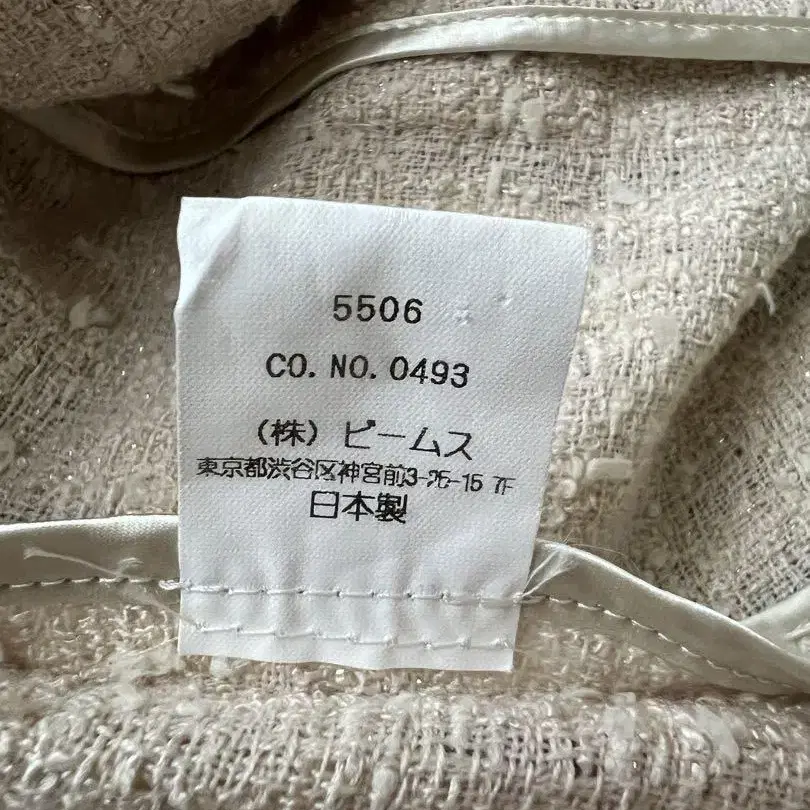 5506
CO. NO. 0493
(株) ビームス
東京都渋谷区神宮前3-25-15 7F
日本製